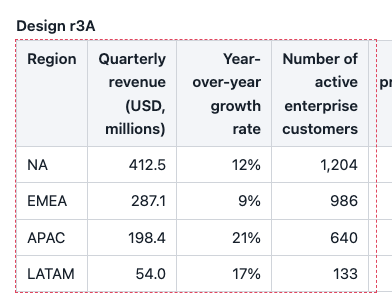 Design r3A
Region Quarterly Year- Number of
revenue over-year active
(USD, growth enterprise
millions) rate customers
NA 412.5 12% 1,204
EMEA 287.1 9% 986
APAC 198.4 21% 640
LATAM 54.0 17% 133